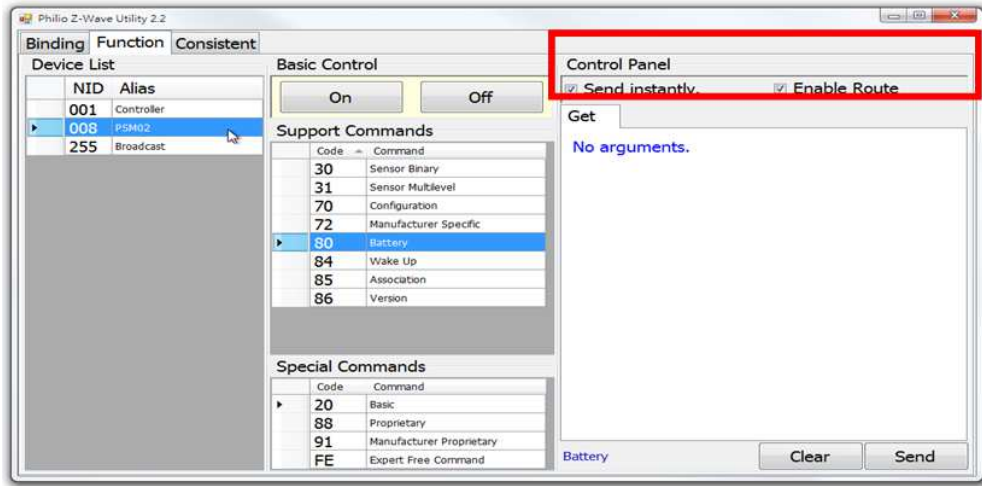 Philio Z-Wave Utility 2.2
Binding Function Consistent
Device List
NID Alias
001 Controller
008 PSM02
255 Broadcast
Basic Control
On Off
Support Commands
Code Command
30 Sensor Binary
31 Sensor Multilevel
70 Configuration
72 Manufacturer Specific
80 Battery
84 Wake Up
85 Association
86 Version
Special Commands
Code Command
20 Basic
88 Proprietary
91 Manufacturer Proprietary
FE Expert Free Command
Control Panel
Send instantly. Enable Route
Get
No arguments.
Battery Clear Send